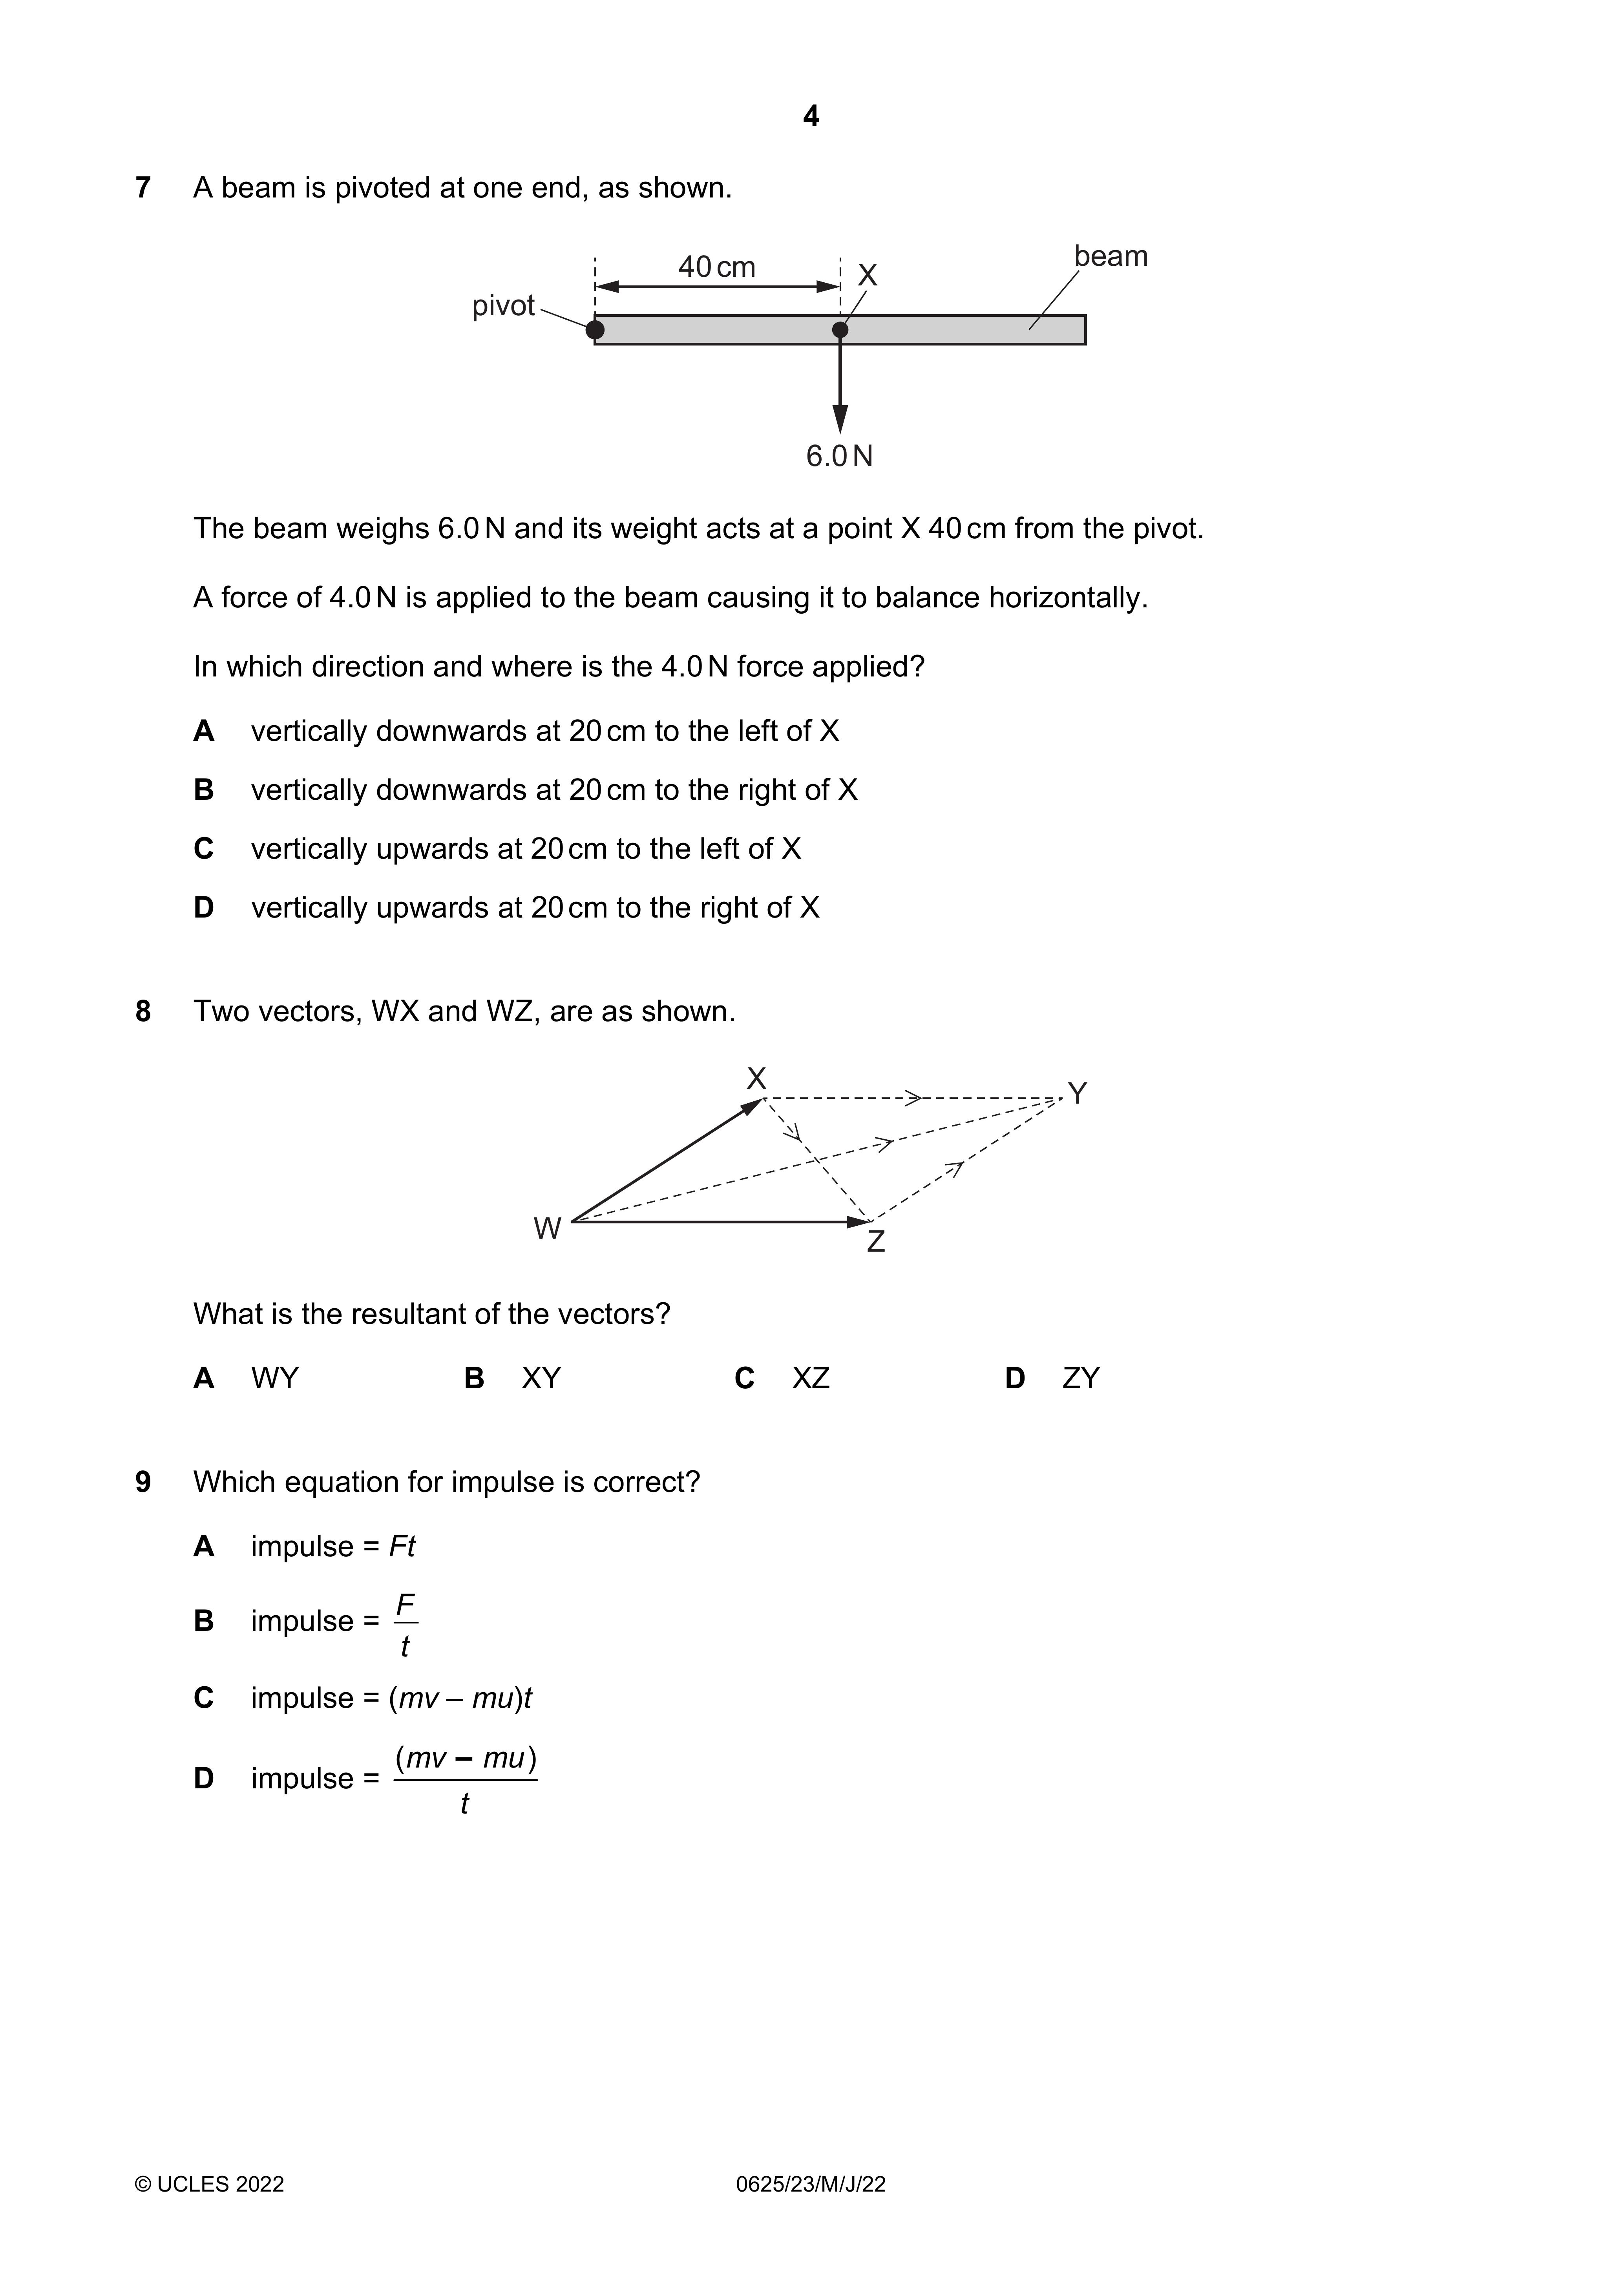 4
7 A beam is pivoted at one end, as shown.
beam
40 cm
X
pivot
6.0 N
The beam weighs 6.0 N and its weight acts at a point X 40 cm from the pivot.
A force of 4.0 N is applied to the beam causing it to balance horizontally.
In which direction and where is the 4.0 N force applied?
A vertically downwards at 20 cm to the left of X
B vertically downwards at 20 cm to the right of X
C vertically upwards at 20 cm to the left of X
D vertically upwards at 20 cm to the right of X
8 Two vectors, WX and WZ, are as shown.
X
Y
W
Z
What is the resultant of the vectors?
A WY B XY C XZ D ZY
9 Which equation for impulse is correct?
A impulse = Ft
B impulse = F/t
C impulse = (mv – mu)t
D impulse = (mv – mu)/t
© UCLES 2022 0625/23/M/J/22